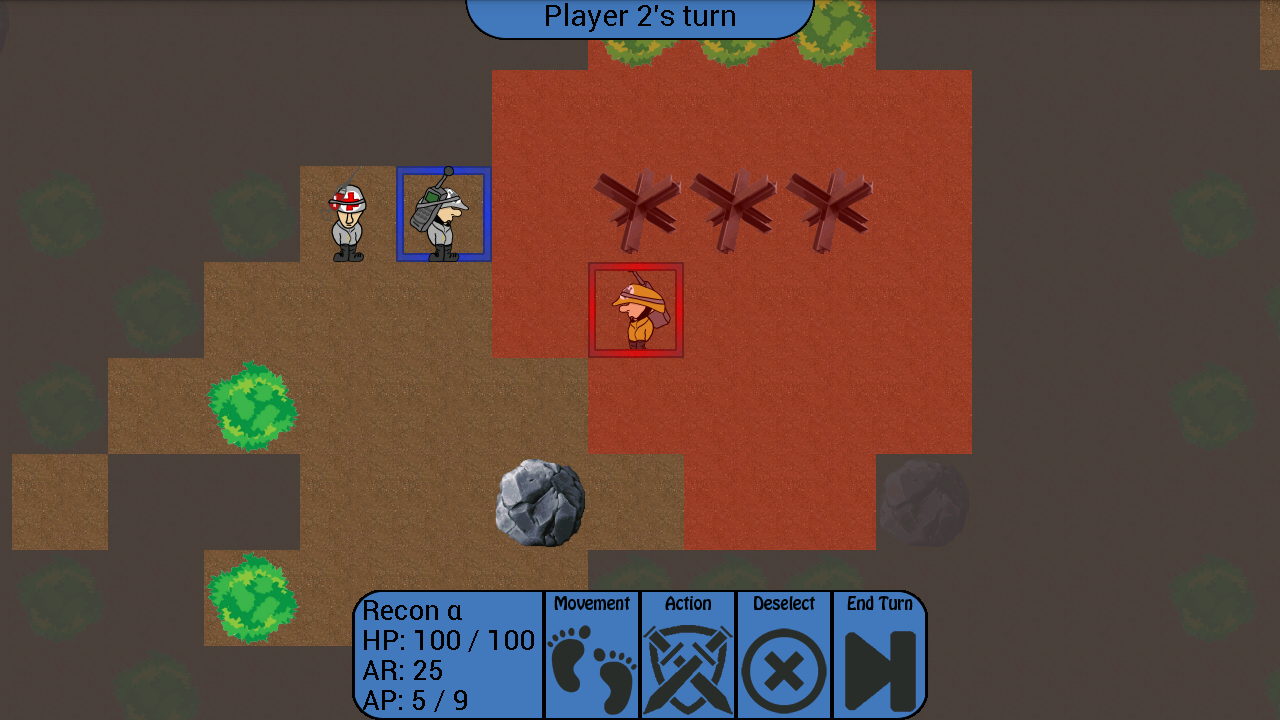 Player 2's turn
Recon α
HP: 100 / 100
AR: 25
AP: 5 / 9
Movement
Action
Deselect
End Turn